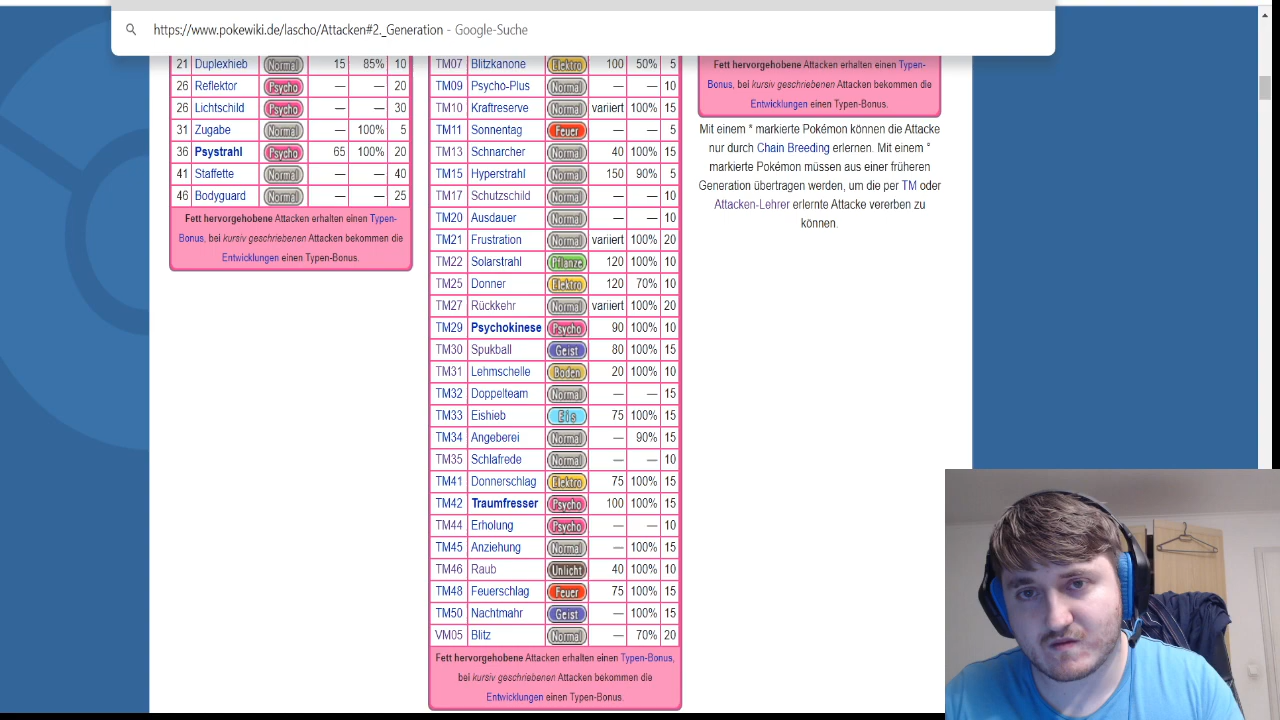 https://www.pokewiki.de/lascho/Attacken#2._Generation - Google-Suche
21 Duplexhieb Normal 15 85% 10
26 Reflektor Psycho — — 20
26 Lichtschild Psycho — — 30
31 Zugabe Normal — 100% 5
36 Psystrahl Psycho 65 100% 20
41 Staffette Normal — — 40
46 Bodyguard Normal — — 25
Fett hervorgehobene Attacken erhalten einen Typen-
Bonus, bei kursiv geschriebenen Attacken bekommen die
Entwicklungen einen Typen-Bonus.
TM07 Blitzkanone Elektro 100 50% 5
TM09 Psycho-Plus Normal — — 10
TM10 Kraftreserve Normal variiert 100% 15
TM11 Sonnentag Feuer — — 5
TM13 Schnarcher Normal 40 100% 15
TM15 Hyperstrahl Normal 150 90% 5
TM17 Schutzschild Normal — — 10
TM20 Ausdauer Normal — — 10
TM21 Frustration Normal variiert 100% 20
TM22 Solarstrahl Pflanze 120 100% 10
TM25 Donner Elektro 120 70% 10
TM27 Rückkehr Normal variiert 100% 20
TM29 Psychokinese Psycho 90 100% 10
TM30 Spukball Geist 80 100% 15
TM31 Lehmschelle Boden 20 100% 10
TM32 Doppelteam Normal — — 15
TM33 Eishieb Eis 75 100% 15
TM34 Angeberei Normal — 90% 15
TM35 Schlafrede Normal — — 10
TM41 Donnerschlag Elektro 75 100% 15
TM42 Traumfresser Psycho 100 100% 15
TM44 Erholung Psycho — — 10
TM45 Anziehung Normal — 100% 15
TM46 Raub Unlicht 40 100% 10
TM48 Feuerschlag Feuer 75 100% 15
TM50 Nachtmahr Geist — 100% 15
VM05 Blitz Normal — 70% 20
Fett hervorgehobene Attacken erhalten einen Typen-Bonus,
bei kursiv geschriebenen Attacken bekommen die
Entwicklungen einen Typen-Bonus.
Fett hervorgehobene Attacken erhalten einen Typen-
Bonus, bei kursiv geschriebenen Attacken bekommen die
Entwicklungen einen Typen-Bonus.
Mit einem * markierte Pokémon können die Attacke
nur durch Chain Breeding erlernen. Mit einem °
markierte Pokémon müssen aus einer früheren
Generation übertragen werden, um die per TM oder
Attacken-Lehrer erlernte Attacke vererben zu
können.